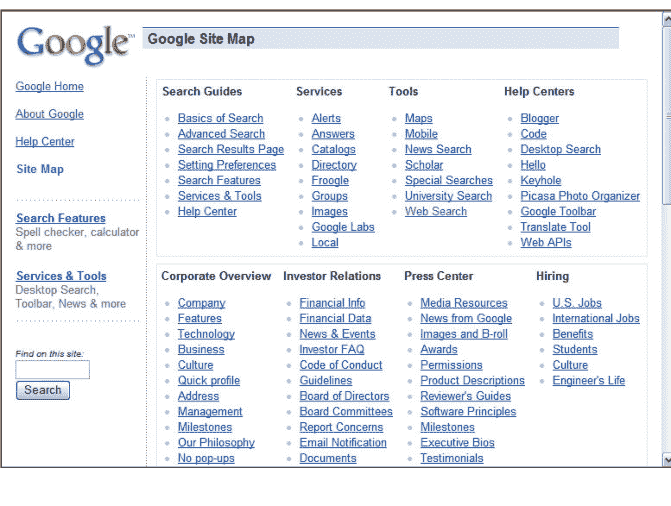 Google™
Google Site Map
Google Home
About Google
Help Center
Site Map
Search Features
Spell checker, calculator
& more
Services & Tools
Desktop Search,
Toolbar, News & more
Find on this site:
Search
Search Guides
Basics of Search
Advanced Search
Search Results Page
Setting Preferences
Search Features
Services & Tools
Help Center
Services
Alerts
Answers
Catalogs
Directory
Froogle
Groups
Images
Google Labs
Local
Tools
Maps
Mobile
News Search
Scholar
Special Searches
University Search
Web Search
Help Centers
Blogger
Code
Desktop Search
Hello
Keyhole
Picasa Photo Organizer
Google Toolbar
Translate Tool
Web APIs
Corporate Overview
Company
Features
Technology
Business
Culture
Quick profile
Address
Management
Milestones
Our Philosophy
No pop-ups
Investor Relations
Financial Info
Financial Data
News & Events
Investor FAQ
Code of Conduct
Guidelines
Board of Directors
Board Committees
Report Concerns
Email Notification
Documents
Press Center
Media Resources
News from Google
Images and B-roll
Awards
Permissions
Product Descriptions
Reviewer's Guides
Software Principles
Milestones
Executive Bios
Testimonials
Hiring
U.S. Jobs
International Jobs
Benefits
Students
Culture
Engineer's Life